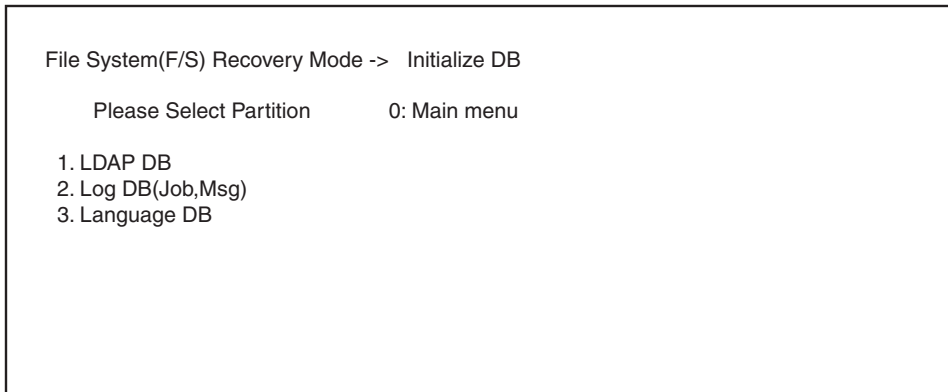 File System(F/S) Recovery Mode -> Initialize DB
Please Select Partition 0: Main menu
1. LDAP DB
2. Log DB(Job,Msg)
3. Language DB